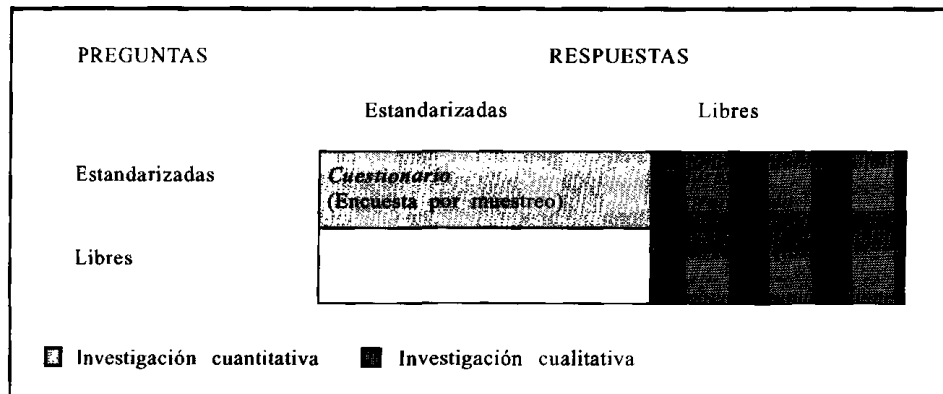 PREGUNTAS RESPUESTAS
Estandarizadas Libres
Estandarizadas Cuestionario
(Encuesta por muestreo)
Libres
Investigación cuantitativa Investigación cualitativa